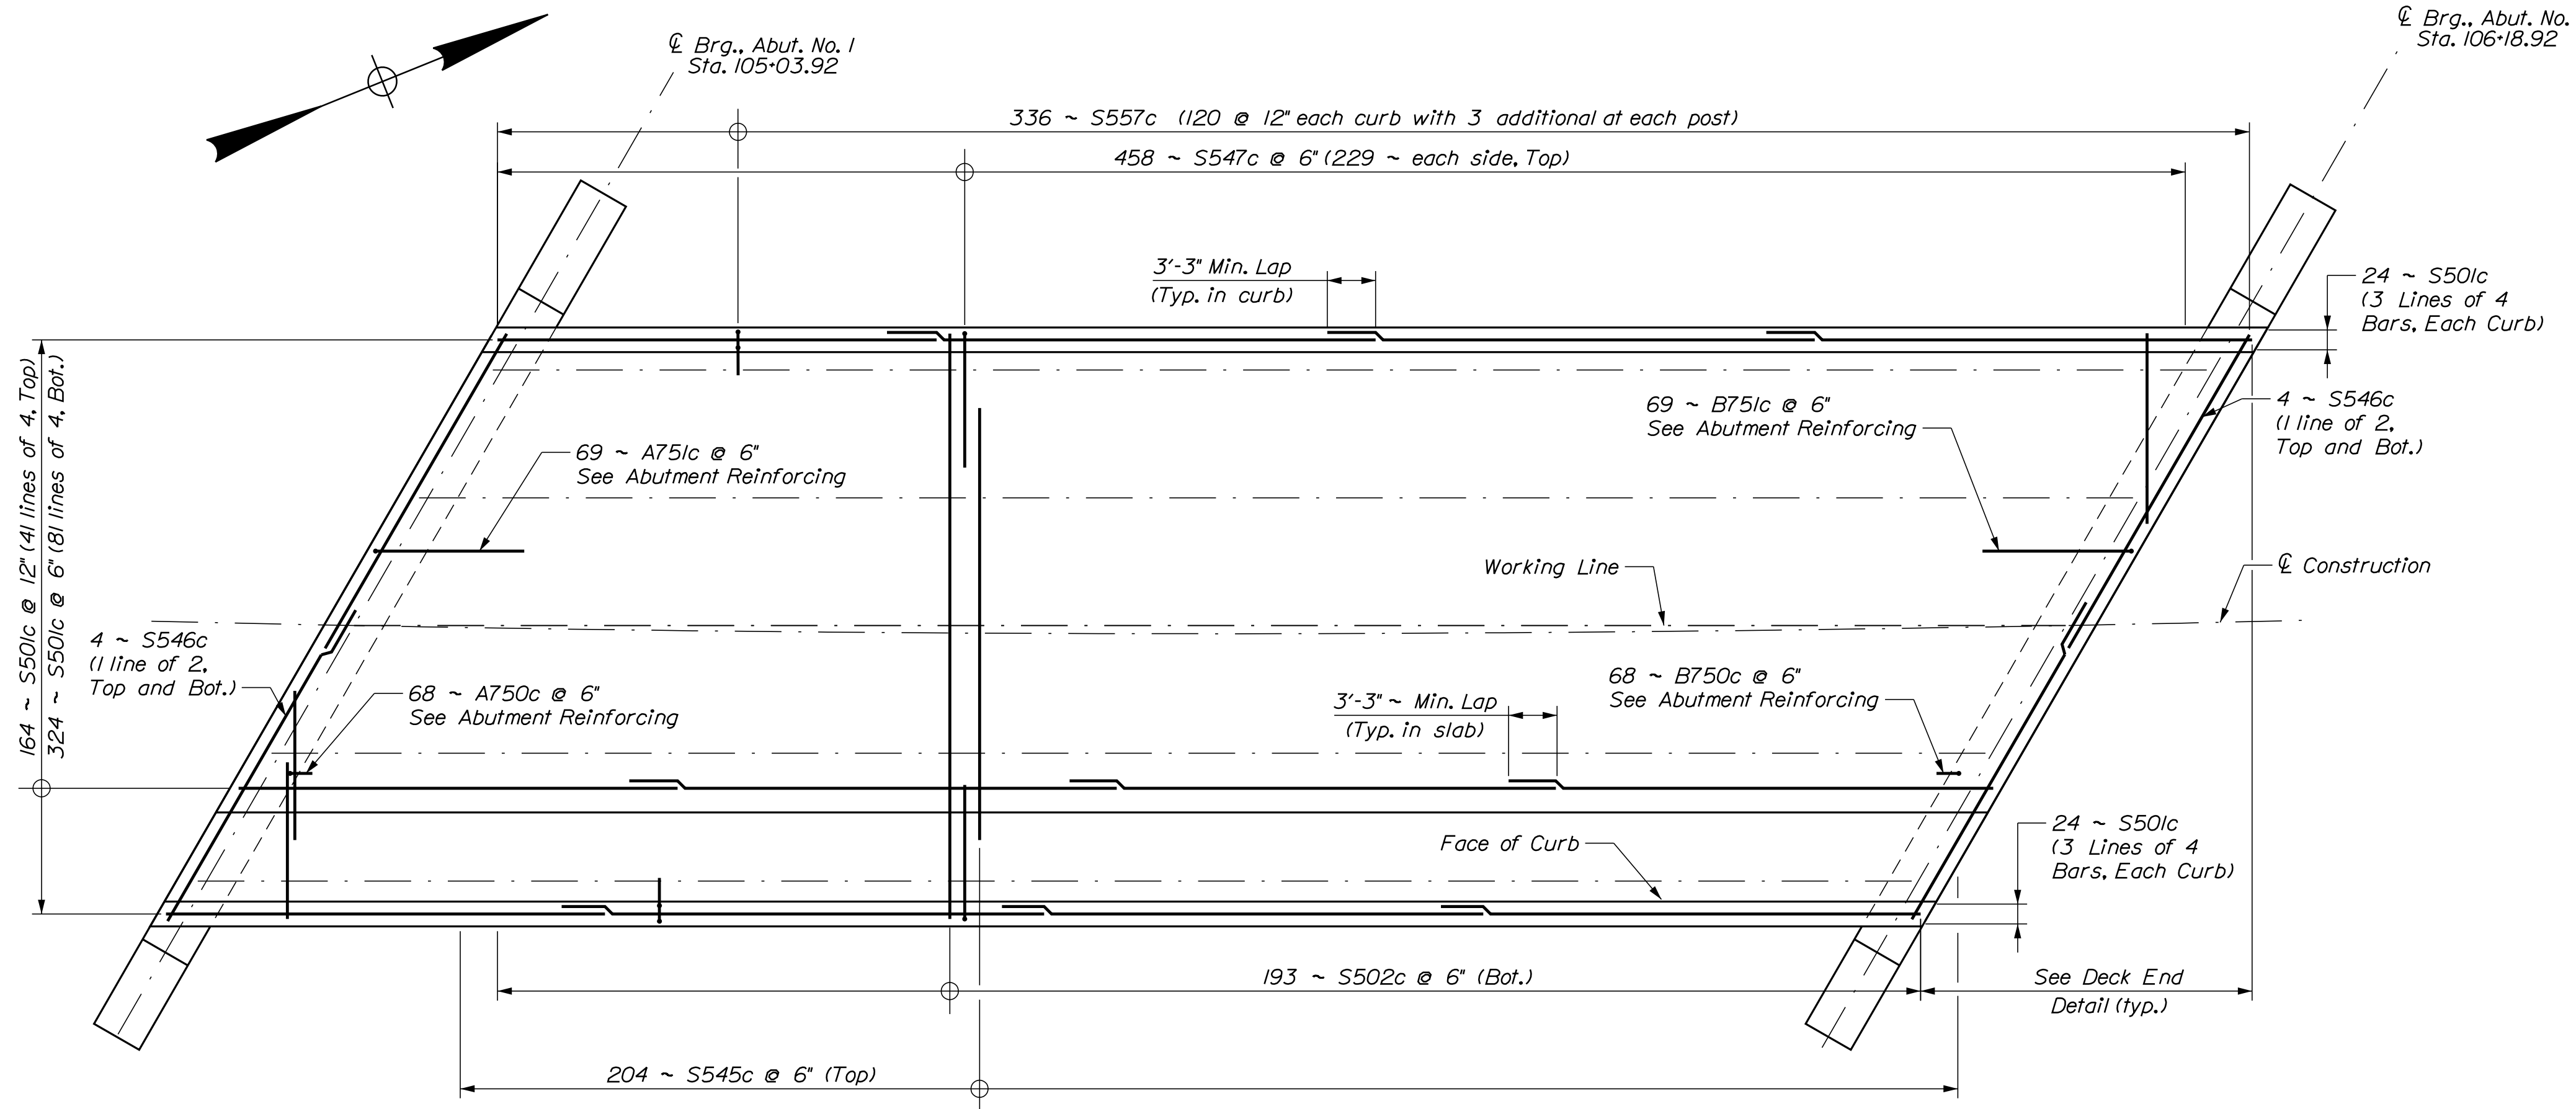 ℄ Brg., Abut. No. 1
Sta. 105+03.92
℄ Brg., Abut. No.
Sta. 106+18.92
336 ~ S557c (120 @ 12" each curb with 3 additional at each post)
458 ~ S547c @ 6" (229 ~ each side, Top)
3'-3" Min. Lap
(Typ. in curb)
24 ~ S501c
(3 Lines of 4
Bars, Each Curb)
164 ~ S501c @ 12" (41 lines of 4, Top)
324 ~ S501c @ 6" (81 lines of 4, Bot.)
69 ~ A751c @ 6"
See Abutment Reinforcing
69 ~ B751c @ 6"
See Abutment Reinforcing
4 ~ S546c
(1 line of 2,
Top and Bot.)
Working Line
℄ Construction
4 ~ S546c
(1 line of 2,
Top and Bot.)
68 ~ A750c @ 6"
See Abutment Reinforcing
3'-3" ~ Min. Lap
(Typ. in slab)
68 ~ B750c @ 6"
See Abutment Reinforcing
Face of Curb
24 ~ S501c
(3 Lines of 4
Bars, Each Curb)
193 ~ S502c @ 6" (Bot.)
See Deck End
Detail (typ.)
204 ~ S545c @ 6" (Top)